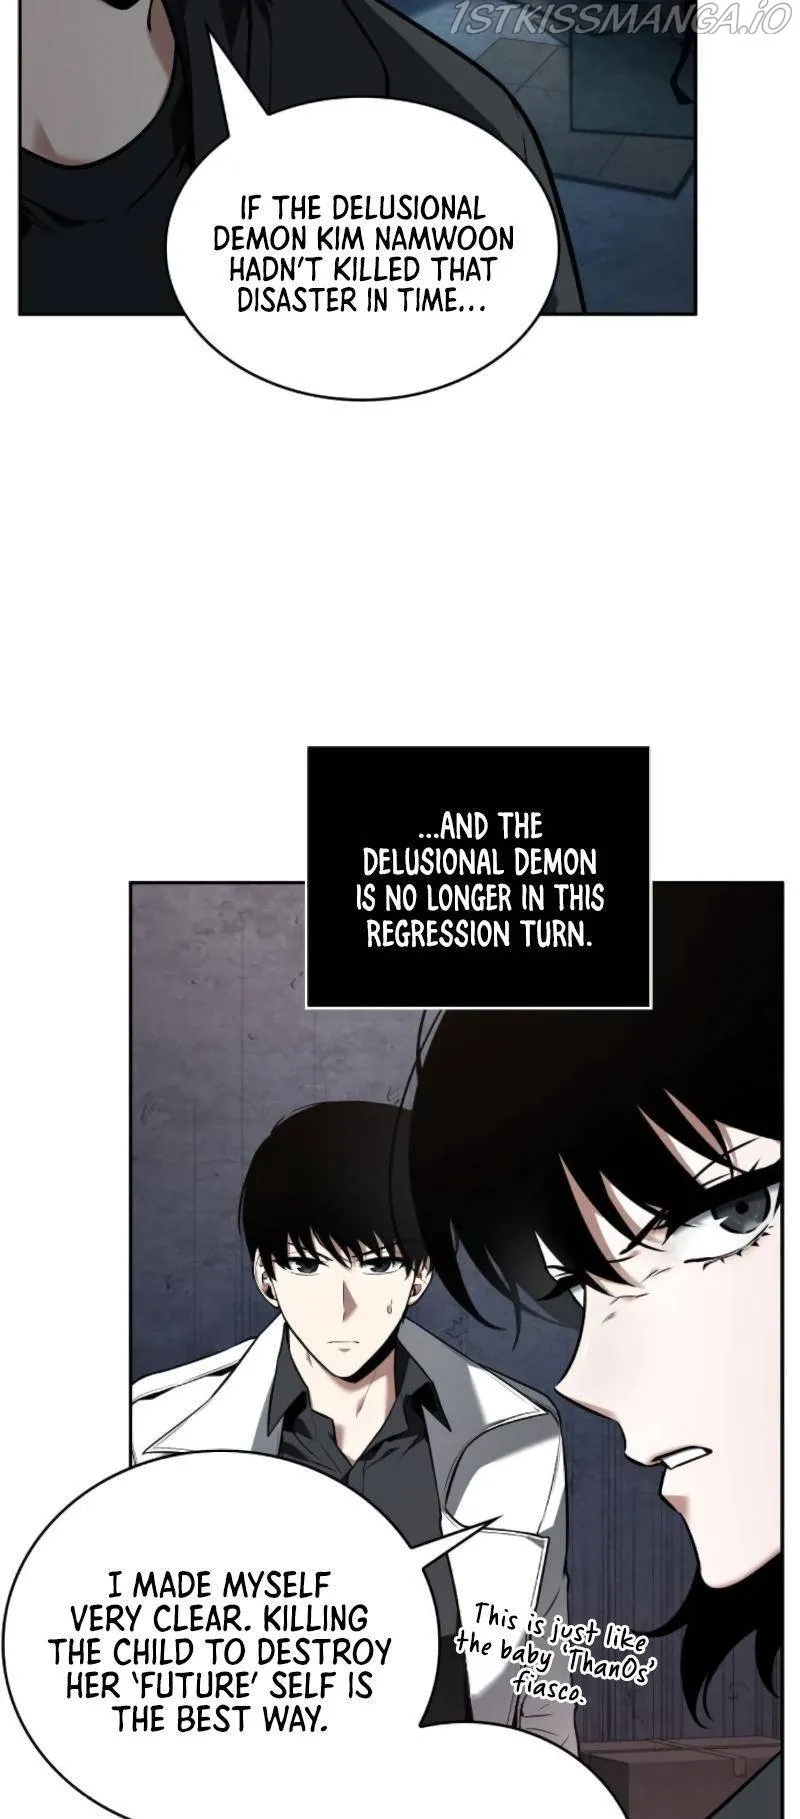 1STKISSMANGA.IO
IF THE DELUSIONAL
DEMON KIM NAMWOON
HADN'T KILLED THAT
DISASTER IN TIME...
...AND THE
DELUSIONAL DEMON
IS NO LONGER IN THIS
REGRESSION TURN.
I MADE MYSELF
VERY CLEAR. KILLING
THE CHILD TO DESTROY
HER 'FUTURE' SELF IS
THE BEST WAY.
This is just like
the baby 'ThanOs'
fiasco.